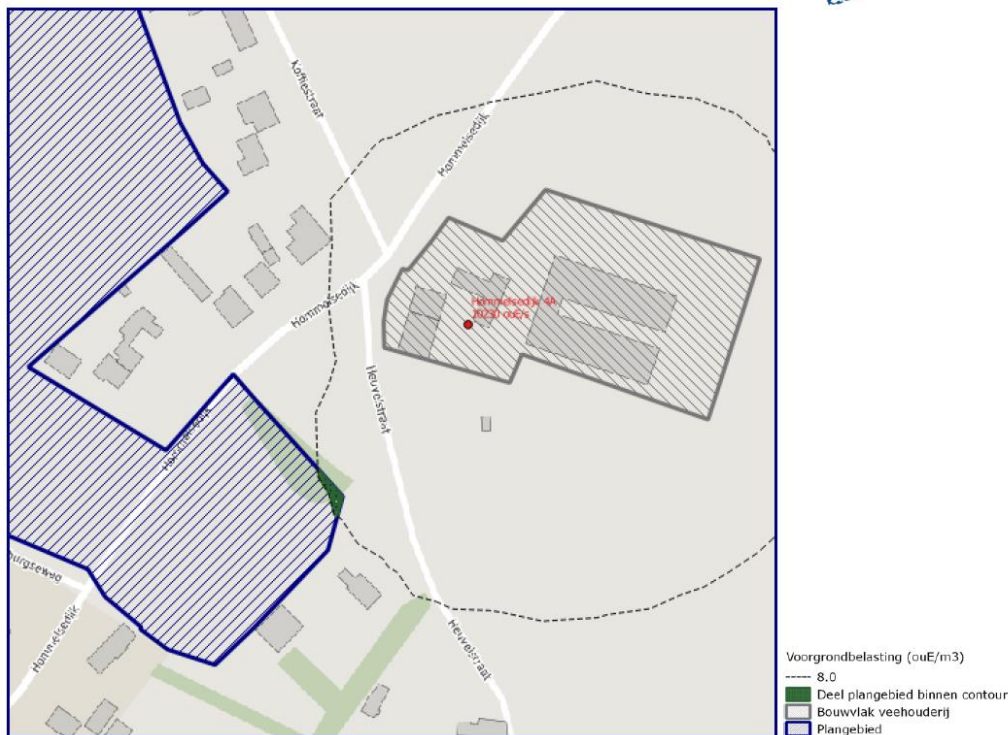 Koffiestraat
Hommelsedijk
Hommelsedijk 4A
20230 ouE/s
Hommelsedijk
Heuvelstraat
Hommelsedijk
burgseweg
Hommelsedijk
Heuvelstraat
Voorgrondbelasting (ouE/m3)
8.0
Deel plangebied binnen contour
Bouwvlak veehouderij
Plangebied